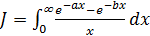 J = ∫₀^∞ (e^{-ax} − e^{-bx})/x dx